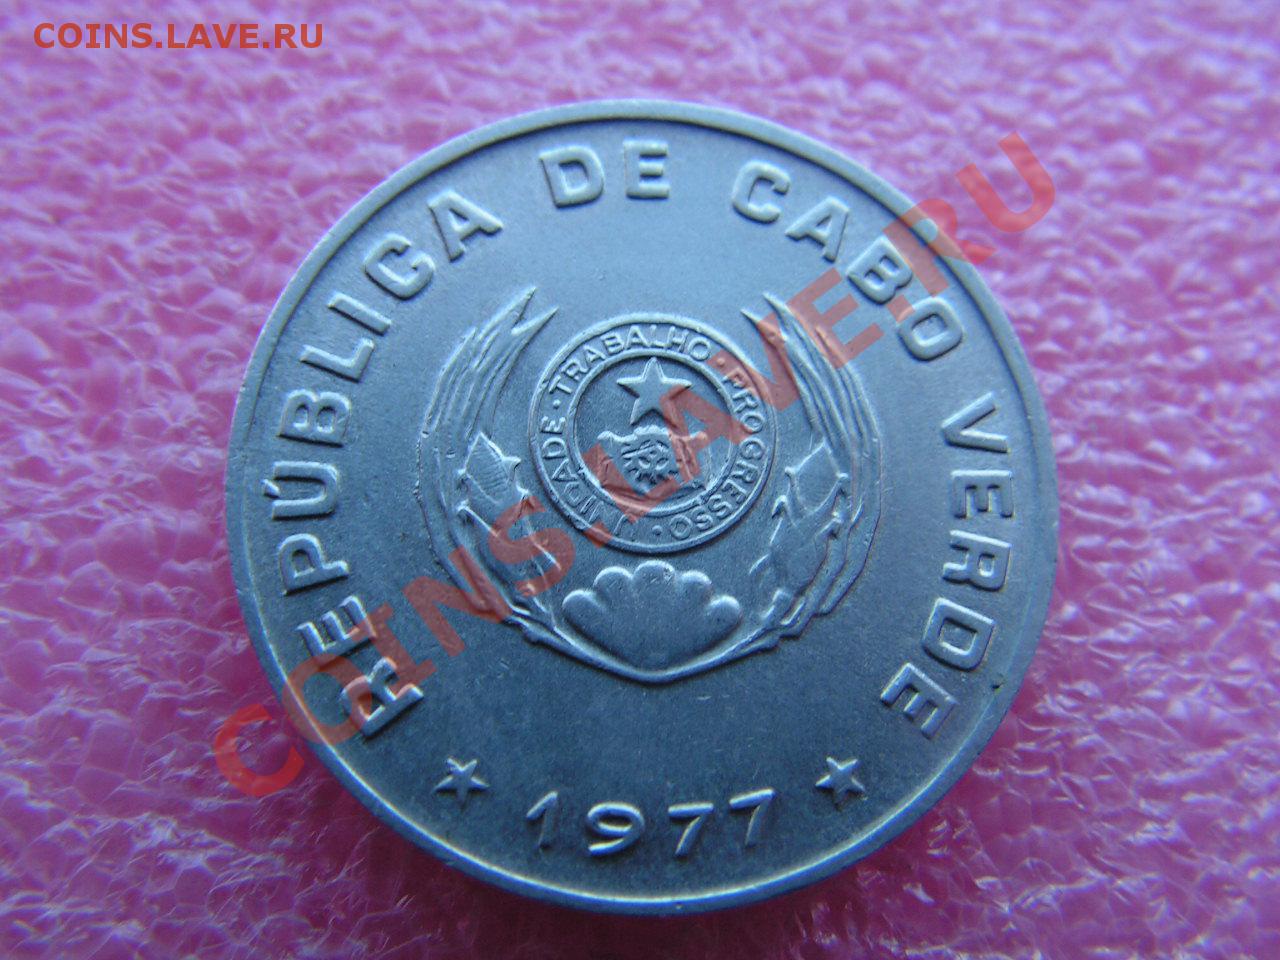 COINS.LAVE.RU
REPÚBLICA DE CABO VERDE
UNIDADE · TRABALHO · PROGRESSO ·
1977
COINS.LAVE.RU